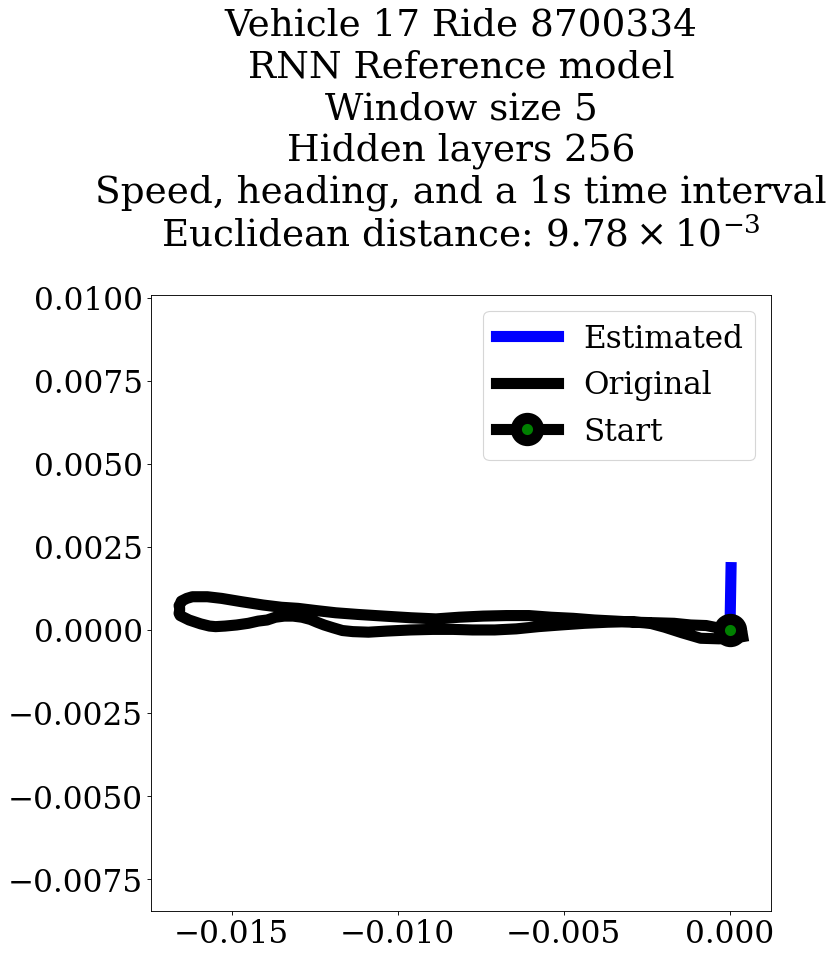 Vehicle 17 Ride 8700334
RNN Reference model
Window size 5
Hidden layers 256
Speed, heading, and a 1s time interval
Euclidean distance: 9.78 × 10⁻³
0.0100
0.0075
0.0050
0.0025
0.0000
−0.0025
−0.0050
−0.0075
Estimated
Original
Start
−0.015
−0.010
−0.005
0.000